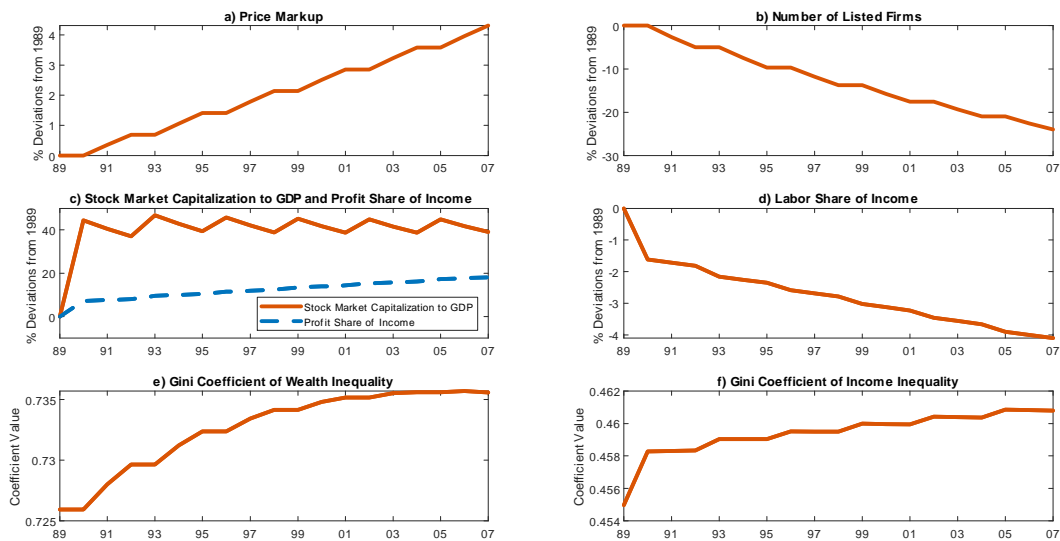 a) Price Markup
% Deviations from 1989
4
3
2
1
0
89 91 93 95 97 99 01 03 05 07
b) Number of Listed Firms
% Deviations from 1989
0
-10
-20
-30
89 91 93 95 97 99 01 03 05 07
c) Stock Market Capitalization to GDP and Profit Share of Income
% Deviations from 1989
40
20
0
Stock Market Capitalization to GDP
Profit Share of Income
89 91 93 95 97 99 01 03 05 07
d) Labor Share of Income
% Deviations from 1989
0
-1
-2
-3
-4
89 91 93 95 97 99 01 03 05 07
e) Gini Coefficient of Wealth Inequality
Coefficient Value
0.735
0.73
0.725
89 91 93 95 97 99 01 03 05 07
f) Gini Coefficient of Income Inequality
Coefficient Value
0.462
0.46
0.458
0.456
0.454
89 91 93 95 97 99 01 03 05 07